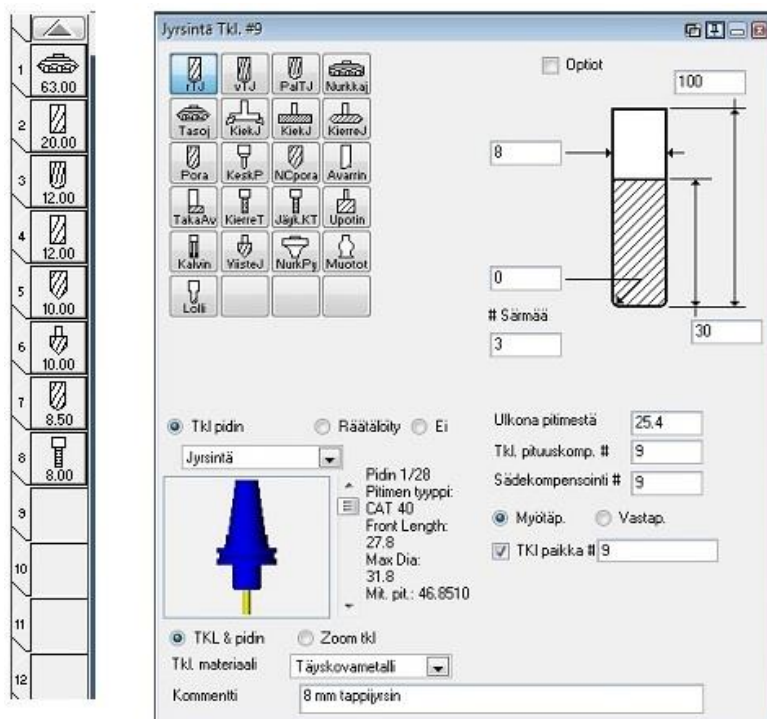 1
63.00
2
20.00
3
12.00
4
12.00
5
10.00
6
10.00
7
8.50
8
8.00
9
10
11
12
Jyrsintä Tkl. #9
rTJ vTJ PalTJ Nurkkaj
Tasoj KiekJ KiekJ KierreJ
Pora KeskP NCpora Avarrin
TakaAv KierreT Jäyk.KT Upotin
Kalvin ViisteJ NurkPy Muotot
Lolli
Optiot
100
8
0
# Särmää
3
30
Tkl pidin Räätälöity Ei
Jyrsintä
Pidin 1/28
Pitimen tyyppi:
CAT 40
Front Length:
27.8
Max Dia:
31.8
Mit. pit.: 46.8510
Ulkona pitimestä 25.4
Tkl. pituuskomp. # 9
Sädekompensointi # 9
Myötäp. Vastap.
TKl paikka # 9
TKL & pidin Zoom tkl
Tkl. materiaali Täyskovametalli
Kommentti 8 mm tappijyrsin